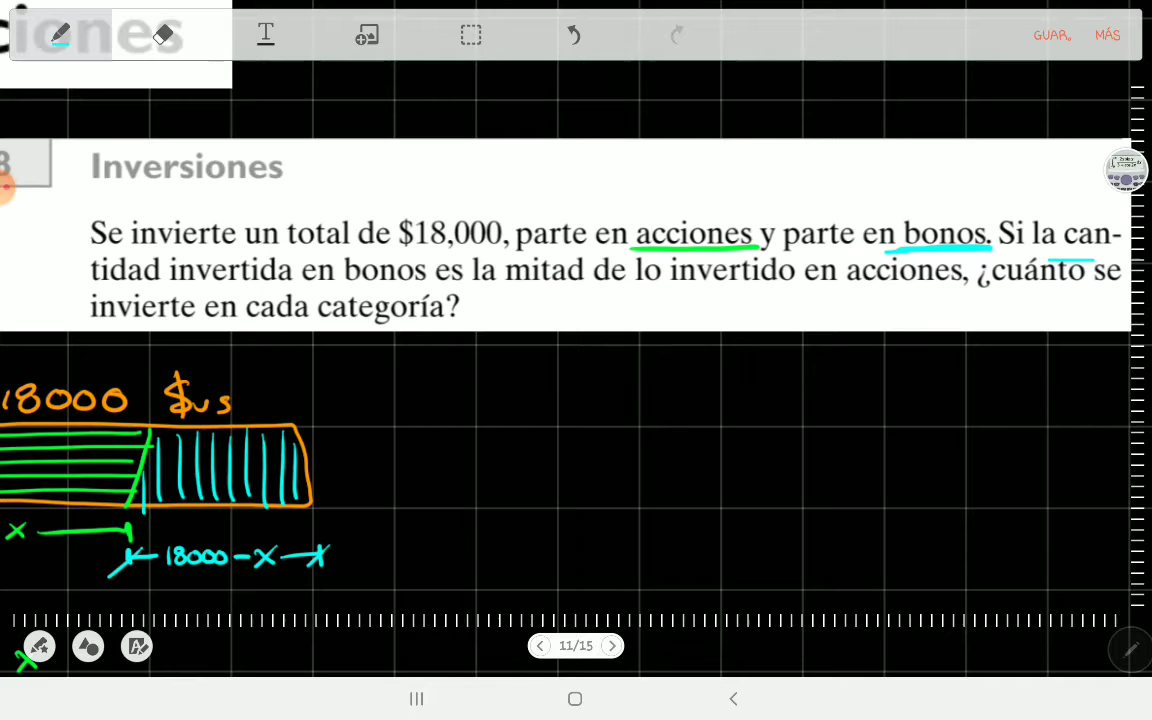 iones
T
GUAR.
MÁS
8
Inversiones
Se invierte un total de $18,000, parte en acciones y parte en bonos. Si la can-
tidad invertida en bonos es la mitad de lo invertido en acciones, ¿cuánto se
invierte en cada categoría?
18000 $us
x
18000 - x
11/15
x